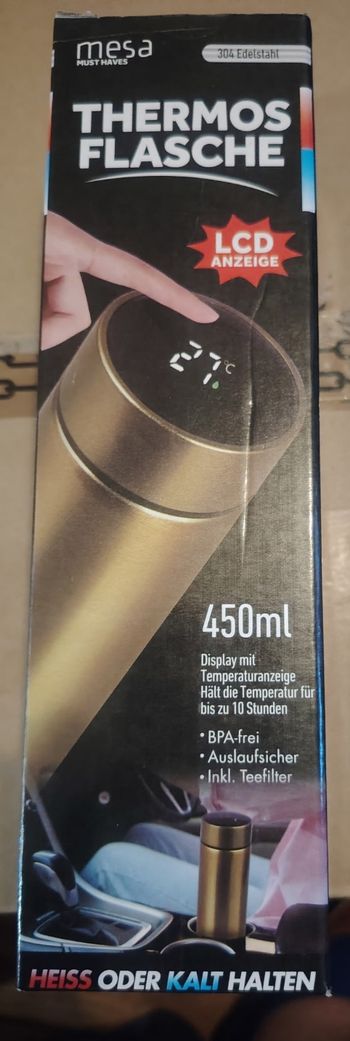 mesa
MUST HAVES
304 Edelstahl
THERMOS
FLASCHE
LCD
ANZEIGE
27°C
450ml
Display mit
Temperaturanzeige
Hält die Temperatur für
bis zu 10 Stunden
• BPA-frei
• Auslaufsicher
• Inkl. Teefilter
HEISS ODER KALT HALTEN